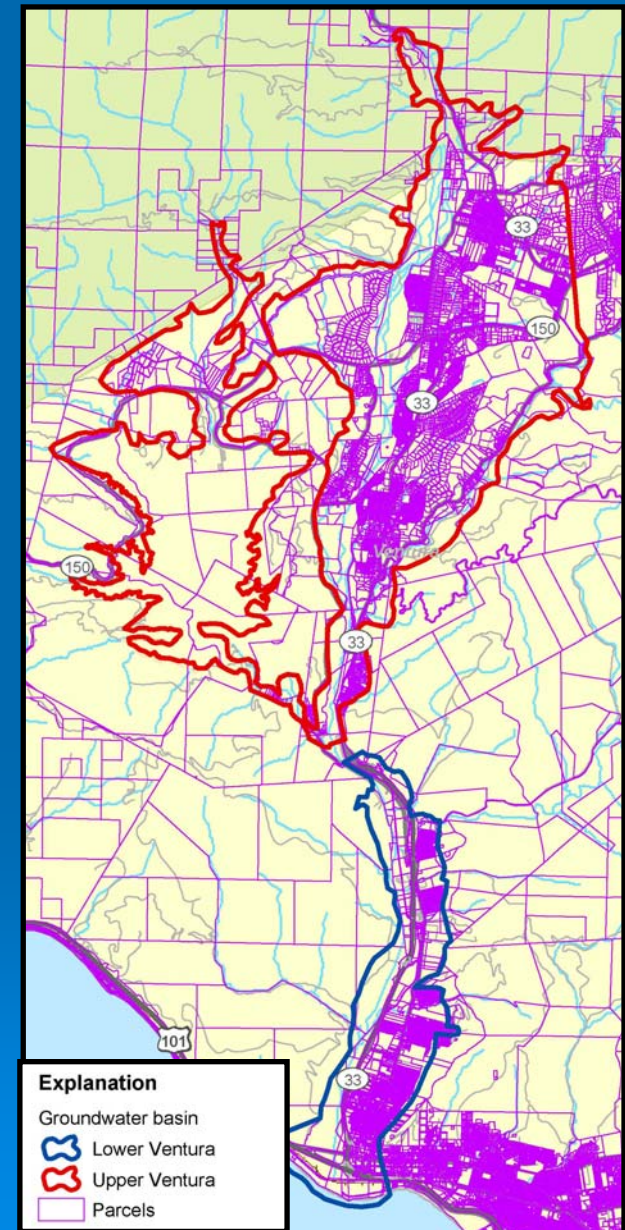 33
150
33
150
Ventura
33
101
33
Explanation
Groundwater basin
Lower Ventura
Upper Ventura
Parcels